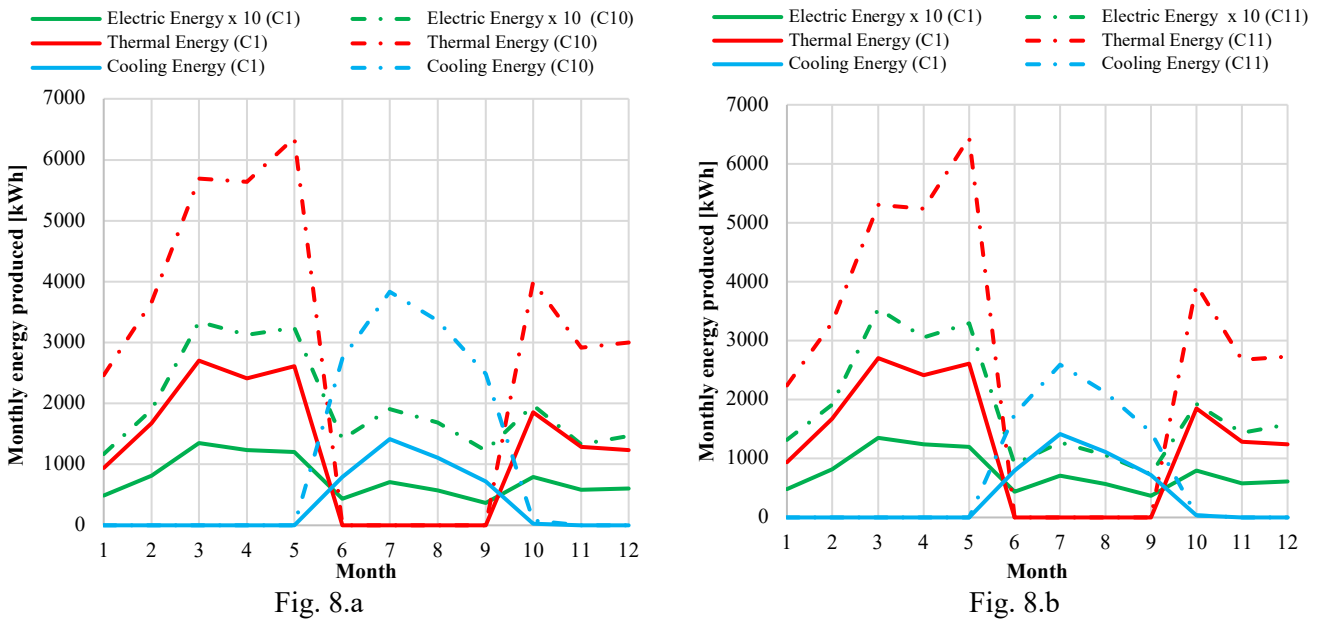 Electric Energy x 10 (C1)
Electric Energy x 10 (C10)
Thermal Energy (C1)
Thermal Energy (C10)
Cooling Energy (C1)
Cooling Energy (C10)
Monthly energy produced [kWh]
7000
6000
5000
4000
3000
2000
1000
0
1 2 3 4 5 6 7 8 9 10 11 12
Month
Fig. 8.a
Electric Energy x 10 (C1)
Electric Energy x 10 (C11)
Thermal Energy (C1)
Thermal Energy (C11)
Cooling Energy (C1)
Cooling Energy (C11)
Monthly energy produced [kWh]
7000
6000
5000
4000
3000
2000
1000
0
1 2 3 4 5 6 7 8 9 10 11 12
Month
Fig. 8.b